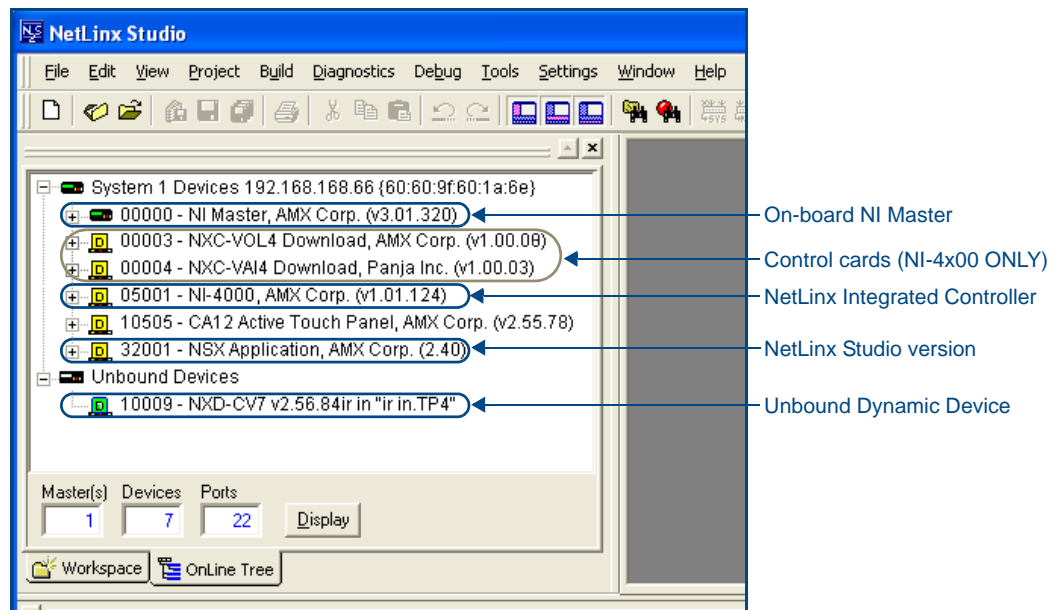 NetLinx Studio
File Edit View Project Build Diagnostics Debug Tools Settings Window Help
System 1 Devices 192.168.168.66 {60:60:9f:60:1a:6e}
00000 - NI Master, AMX Corp. (v3.01.320)
On-board NI Master
00003 - NXC-VOL4 Download, AMX Corp. (v1.00.08)
00004 - NXC-VAI4 Download, Panja Inc. (v1.00.03)
Control cards (NI-4x00 ONLY)
05001 - NI-4000, AMX Corp. (v1.01.124)
NetLinx Integrated Controller
10505 - CA12 Active Touch Panel, AMX Corp. (v2.55.78)
32001 - NSX Application, AMX Corp. (2.40)
NetLinx Studio version
Unbound Devices
10009 - NXD-CV7 v2.56.84ir in "ir in.TP4"
Unbound Dynamic Device
Master(s) Devices Ports
1 7 22 Display
Workspace OnLine Tree